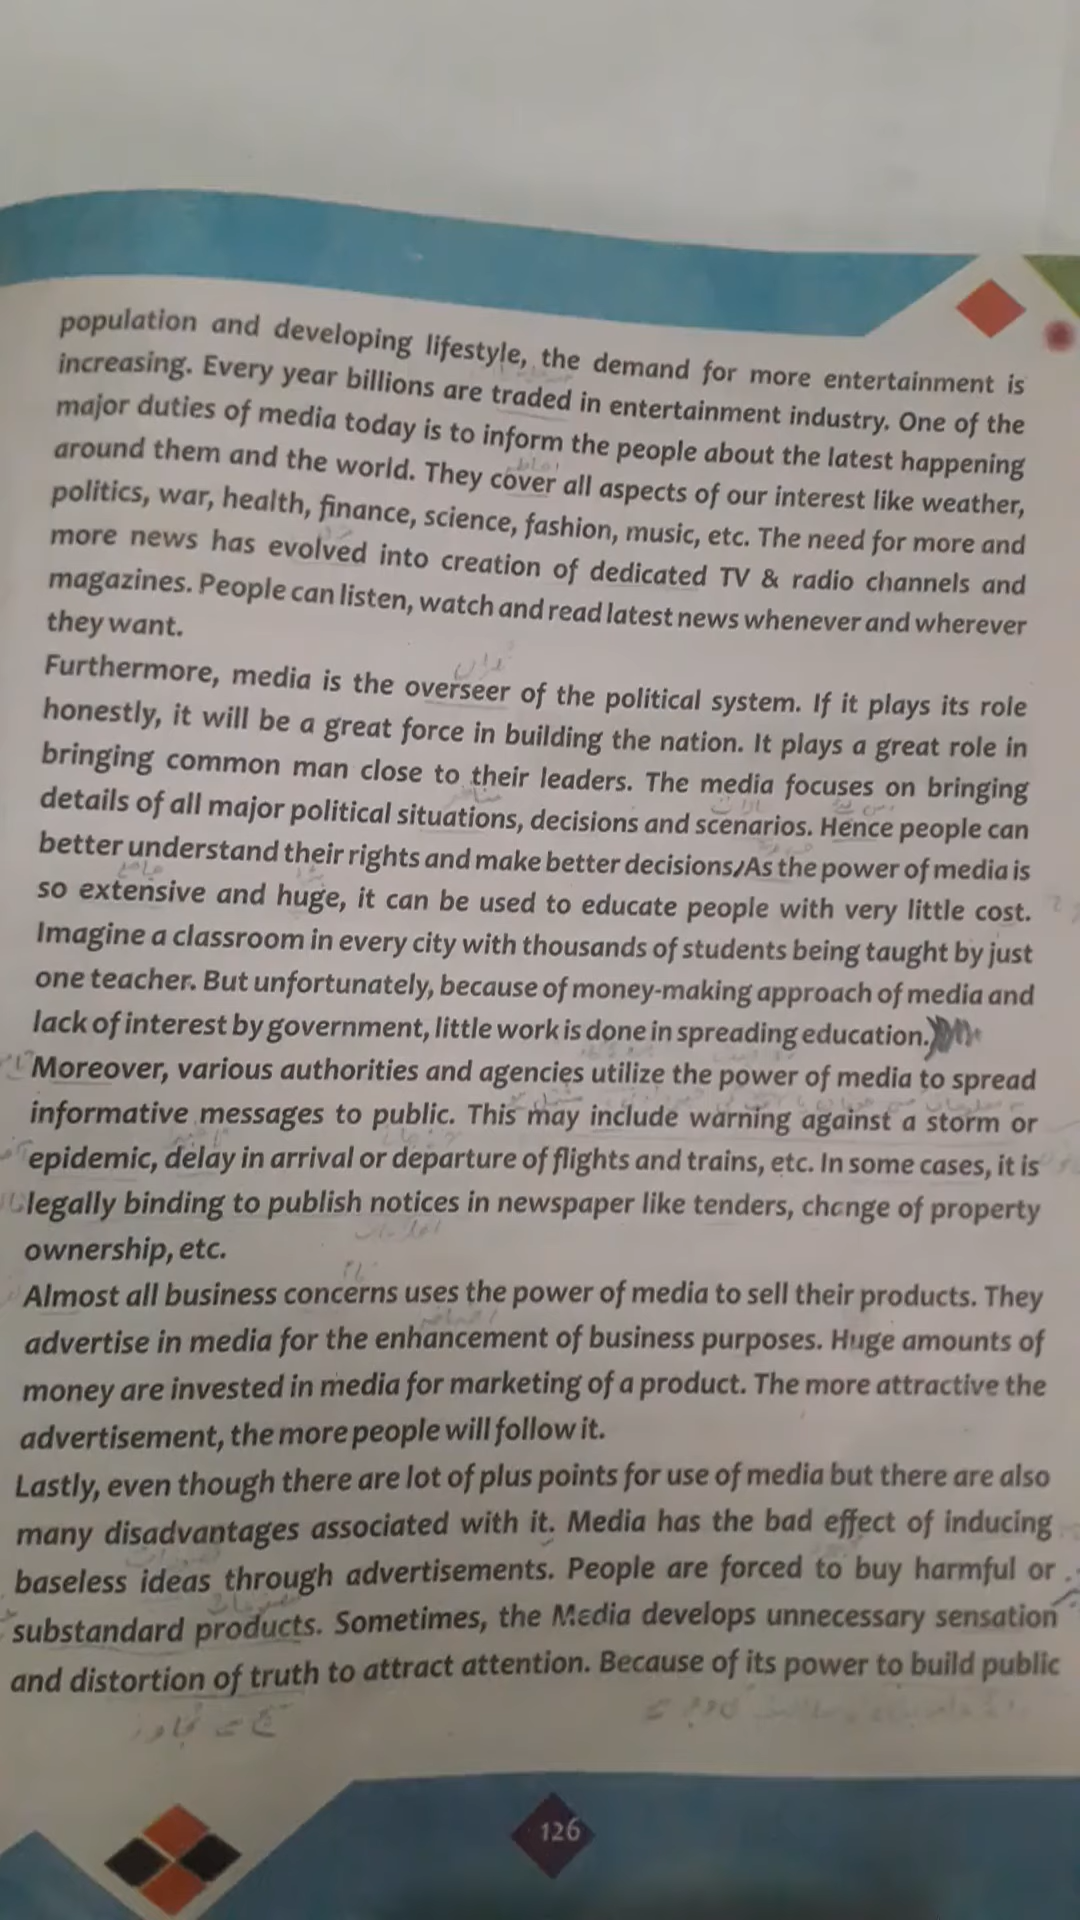 population and developing lifestyle, the demand for more entertainment is
increasing. Every year billions are traded in entertainment industry. One of the
major duties of media today is to inform the people about the latest happening
around them and the world. They cover all aspects of our interest like weather,
politics, war, health, finance, science, fashion, music, etc. The need for more and
more news has evolved into creation of dedicated TV & radio channels and
magazines. People can listen, watch and read latest news whenever and wherever
they want.
Furthermore, media is the overseer of the political system. If it plays its role
honestly, it will be a great force in building the nation. It plays a great role in
bringing common man close to their leaders. The media focuses on bringing
details of all major political situations, decisions and scenarios. Hence people can
better understand their rights and make better decisions/As the power of media is
so extensive and huge, it can be used to educate people with very little cost.
Imagine a classroom in every city with thousands of students being taught by just
one teacher. But unfortunately, because of money-making approach of media and
lack of interest by government, little work is done in spreading education.
Moreover, various authorities and agencies utilize the power of media to spread
informative messages to public. This may include warning against a storm or
epidemic, delay in arrival or departure of flights and trains, etc. In some cases, it is
legally binding to publish notices in newspaper like tenders, change of property
ownership, etc.
Almost all business concerns uses the power of media to sell their products. They
advertise in media for the enhancement of business purposes. Huge amounts of
money are invested in media for marketing of a product. The more attractive the
advertisement, the more people will follow it.
Lastly, even though there are lot of plus points for use of media but there are also
many disadvantages associated with it. Media has the bad effect of inducing
baseless ideas through advertisements. People are forced to buy harmful or
substandard products. Sometimes, the Media develops unnecessary sensation
and distortion of truth to attract attention. Because of its power to build public
126